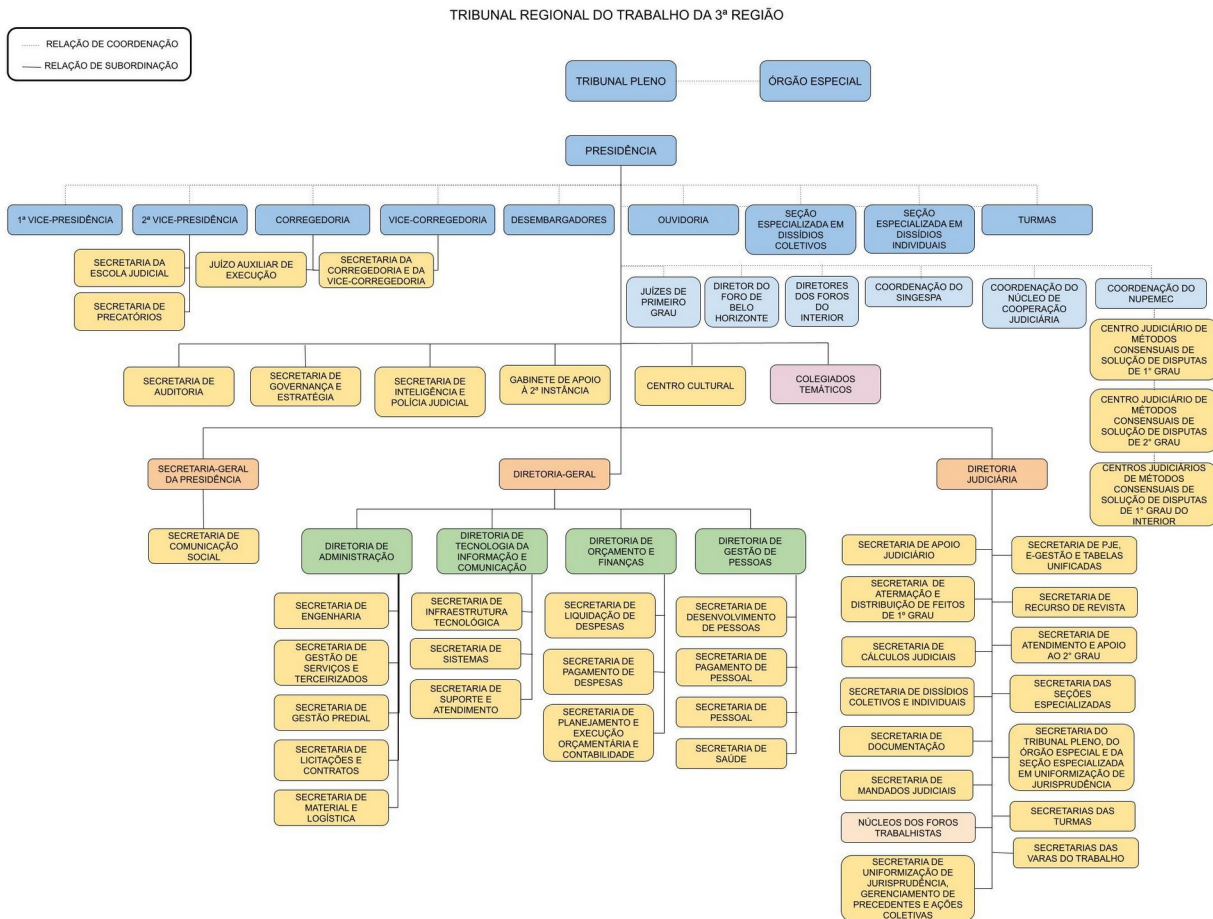 TRIBUNAL REGIONAL DO TRABALHO DA 3ª REGIÃO
RELAÇÃO DE COORDENAÇÃO
RELAÇÃO DE SUBORDINAÇÃO
TRIBUNAL PLENO
ÓRGÃO ESPECIAL
PRESIDÊNCIA
1ª VICE-PRESIDÊNCIA
2ª VICE-PRESIDÊNCIA
CORREGEDORIA
VICE-CORREGEDORIA
DESEMBARGADORES
OUVIDORIA
SEÇÃO
ESPECIALIZADA EM
DISSÍDIOS
COLETIVOS
SEÇÃO
ESPECIALIZADA EM
DISSÍDIOS
INDIVIDUAIS
TURMAS
SECRETARIA DA
ESCOLA JUDICIAL
SECRETARIA DE
PRECATÓRIOS
JUÍZO AUXILIAR DE
EXECUÇÃO
SECRETARIA DA
CORREGEDORIA E DA
VICE-CORREGEDORIA
JUÍZES DE
PRIMEIRO
GRAU
DIRETOR DO
FORO DE
BELO
HORIZONTE
DIRETORES
DOS FOROS
DO
INTERIOR
COORDENAÇÃO DO
SINGESPA
COORDENAÇÃO DO
NÚCLEO DE
COOPERAÇÃO
JUDICIÁRIA
COORDENAÇÃO DO
NUPEMEC
CENTRO JUDICIÁRIO DE
MÉTODOS
CONSENSUAIS DE
SOLUÇÃO DE DISPUTAS
DE 1° GRAU
CENTRO JUDICIÁRIO DE
MÉTODOS
CONSENSUAIS DE
SOLUÇÃO DE DISPUTAS
DE 2° GRAU
CENTROS JUDICIÁRIOS
DE MÉTODOS
CONSENSUAIS DE
SOLUÇÃO DE DISPUTAS
DE 1° GRAU DO
INTERIOR
SECRETARIA DE
AUDITORIA
SECRETARIA DE
GOVERNANÇA E
ESTRATÉGIA
SECRETARIA DE
INTELIGÊNCIA E
POLÍCIA JUDICIAL
GABINETE DE APOIO
À 2ª INSTÂNCIA
CENTRO CULTURAL
COLEGIADOS
TEMÁTICOS
SECRETARIA-GERAL
DA PRESIDÊNCIA
DIRETORIA-GERAL
DIRETORIA
JUDICIÁRIA
SECRETARIA DE
COMUNICAÇÃO
SOCIAL
DIRETORIA DE
ADMINISTRAÇÃO
DIRETORIA DE
TECNOLOGIA DA
INFORMAÇÃO E
COMUNICAÇÃO
DIRETORIA DE
ORÇAMENTO E
FINANÇAS
DIRETORIA DE
GESTÃO DE
PESSOAS
SECRETARIA DE
ENGENHARIA
SECRETARIA DE
GESTÃO DE
SERVIÇOS E
TERCEIRIZADOS
SECRETARIA DE
GESTÃO PREDIAL
SECRETARIA DE
LICITAÇÕES E
CONTRATOS
SECRETARIA DE
MATERIAL E
LOGÍSTICA
SECRETARIA DE
INFRAESTRUTURA
TECNOLÓGICA
SECRETARIA DE
SISTEMAS
SECRETARIA DE
SUPORTE E
ATENDIMENTO
SECRETARIA DE
LIQUIDAÇÃO DE
DESPESAS
SECRETARIA DE
PAGAMENTO DE
DESPESAS
SECRETARIA DE
PLANEJAMENTO E
EXECUÇÃO
ORÇAMENTÁRIA E
CONTABILIDADE
SECRETARIA DE
DESENVOLVIMENTO
DE PESSOAS
SECRETARIA DE
PAGAMENTO DE
PESSOAL
SECRETARIA DE
PESSOAL
SECRETARIA DE
SAÚDE
SECRETARIA DE APOIO
JUDICIÁRIO
SECRETARIA DE
ATERMAÇÃO E
DISTRIBUIÇÃO DE FEITOS
DE 1º GRAU
SECRETARIA DE
CÁLCULOS JUDICIAIS
SECRETARIA DE DISSÍDIOS
COLETIVOS E INDIVIDUAIS
SECRETARIA DE
DOCUMENTAÇÃO
SECRETARIA DE
MANDADOS JUDICIAIS
NÚCLEOS DOS FOROS
TRABALHISTAS
SECRETARIA DE
UNIFORMIZAÇÃO DE
JURISPRUDÊNCIA,
GERENCIAMENTO DE
PRECEDENTES E AÇÕES
COLETIVAS
SECRETARIA DE PJE,
E-GESTÃO E TABELAS
UNIFICADAS
SECRETARIA DE
RECURSO DE REVISTA
SECRETARIA DE
ATENDIMENTO E APOIO
AO 2° GRAU
SECRETARIA DAS
SEÇÕES
ESPECIALIZADAS
SECRETARIA DO
TRIBUNAL PLENO, DO
ÓRGÃO ESPECIAL E DA
SEÇÃO ESPECIALIZADA
EM UNIFORMIZAÇÃO DE
JURISPRUDÊNCIA
SECRETARIAS DAS
TURMAS
SECRETARIAS DAS
VARAS DO TRABALHO